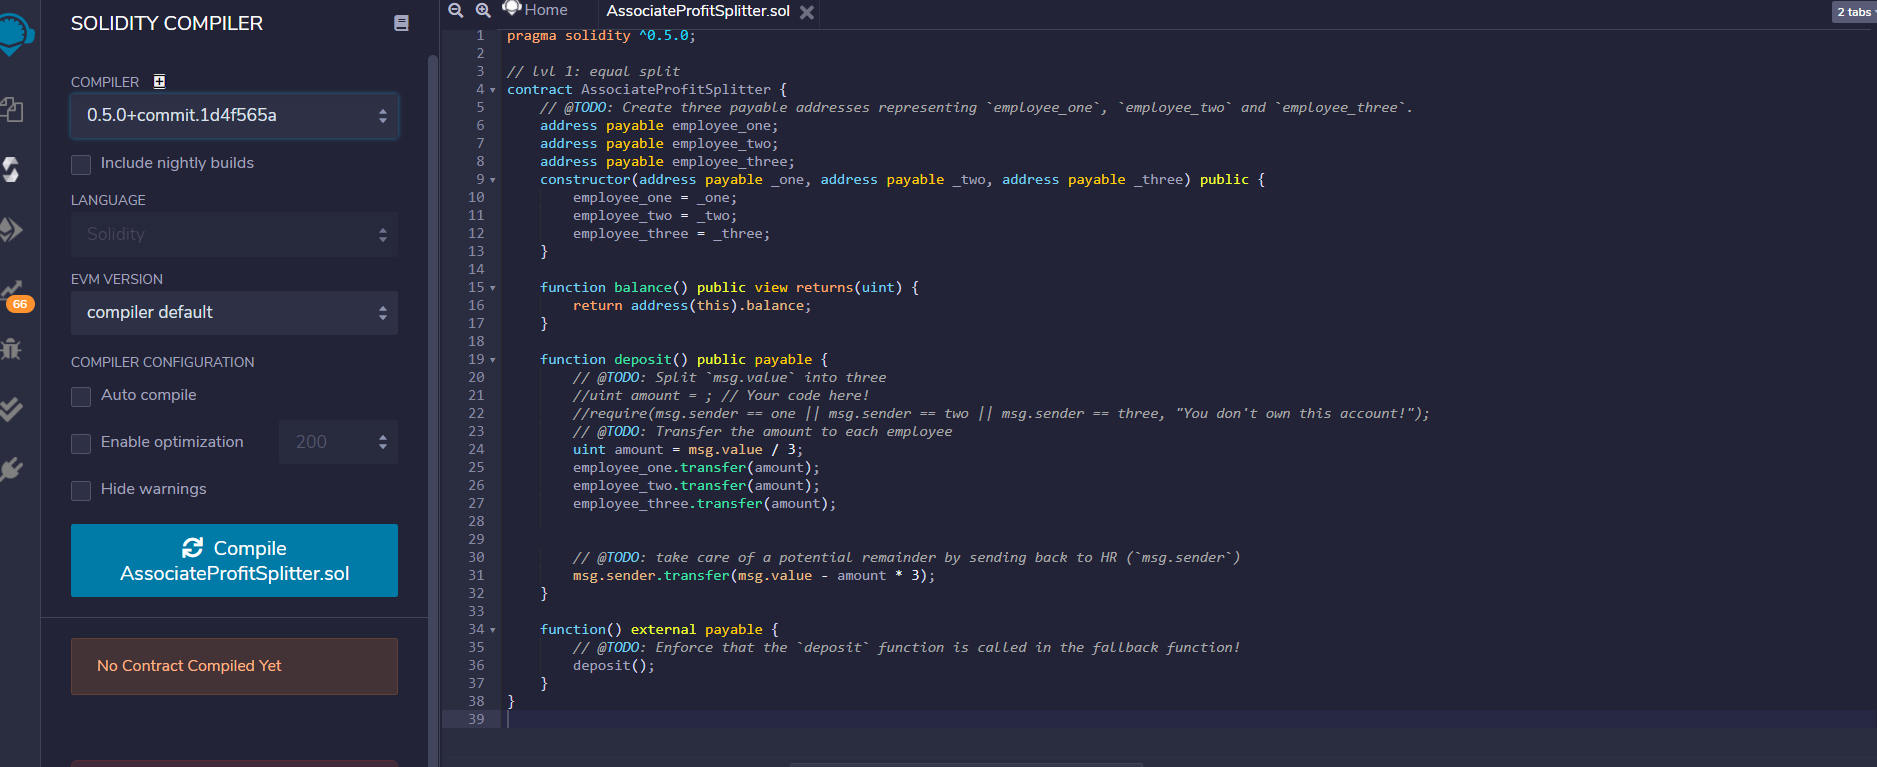 SOLIDITY COMPILER
COMPILER
0.5.0+commit.1d4f565a
Include nightly builds
LANGUAGE
Solidity
EVM VERSION
compiler default
COMPILER CONFIGURATION
Auto compile
Enable optimization 200
Hide warnings
Compile
AssociateProfitSplitter.sol
No Contract Compiled Yet
66
Home AssociateProfitSplitter.sol 2 tabs
1 pragma solidity ^0.5.0;
2
3 // lvl 1: equal split
4 contract AssociateProfitSplitter {
5 // @TODO: Create three payable addresses representing `employee_one`, `employee_two` and `employee_three`.
6 address payable employee_one;
7 address payable employee_two;
8 address payable employee_three;
9 constructor(address payable _one, address payable _two, address payable _three) public {
10 employee_one = _one;
11 employee_two = _two;
12 employee_three = _three;
13 }
14
15 function balance() public view returns(uint) {
16 return address(this).balance;
17 }
18
19 function deposit() public payable {
20 // @TODO: Split `msg.value` into three
21 //uint amount = ; // Your code here!
22 //require(msg.sender == one || msg.sender == two || msg.sender == three, "You don't own this account!");
23 // @TODO: Transfer the amount to each employee
24 uint amount = msg.value / 3;
25 employee_one.transfer(amount);
26 employee_two.transfer(amount);
27 employee_three.transfer(amount);
28
29
30 // @TODO: take care of a potential remainder by sending back to HR (`msg.sender`)
31 msg.sender.transfer(msg.value - amount * 3);
32 }
33
34 function() external payable {
35 // @TODO: Enforce that the `deposit` function is called in the fallback function!
36 deposit();
37 }
38 }
39